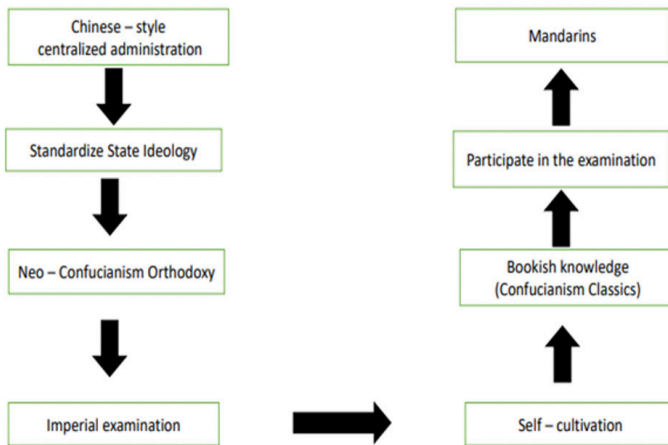 Chinese – style
centralized administration
Standardize State Ideology
Neo – Confucianism Orthodoxy
Imperial examination
Self – cultivation
Bookish knowledge
(Confucianism Classics)
Participate in the examination
Mandarins